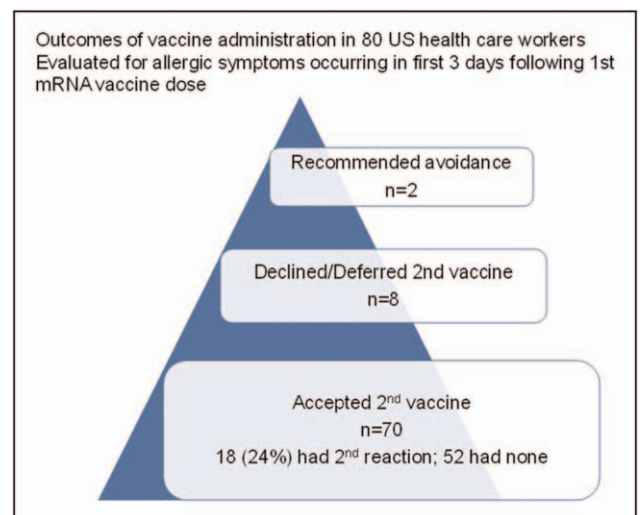 Outcomes of vaccine administration in 80 US health care workers
Evaluated for allergic symptoms occurring in first 3 days following 1st
mRNA vaccine dose
Recommended avoidance
n=2
Declined/Deferred 2nd vaccine
n=8
Accepted 2nd vaccine
n=70
18 (24%) had 2nd reaction; 52 had none